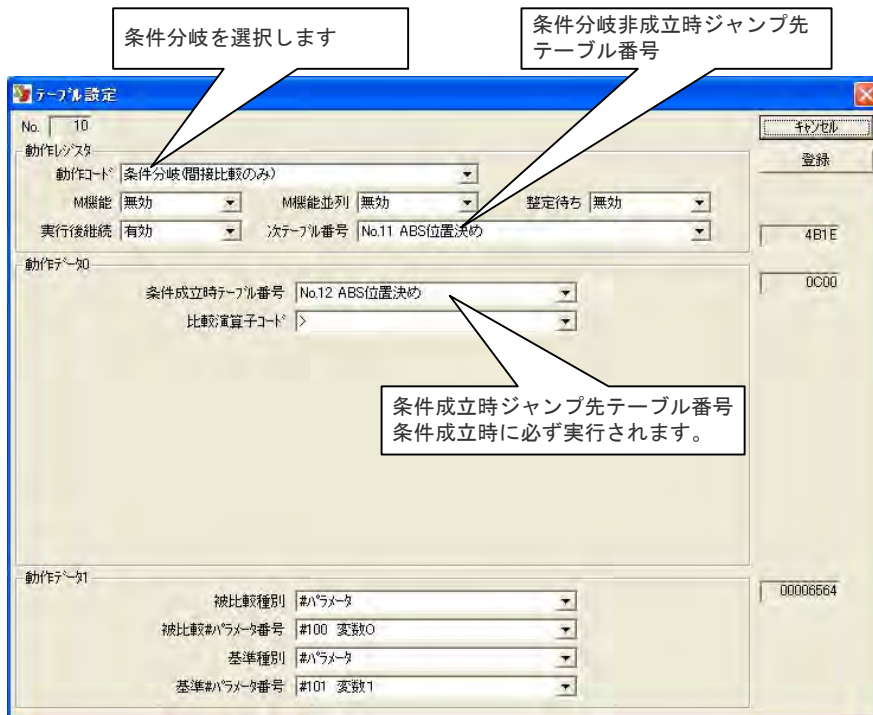 条件分岐を選択します
条件分岐非成立時ジャンプ先
テーブル番号
テーブル設定
No. 10
キャンセル
動作レジスタ
登録
動作コード 条件分岐(間接比較のみ)
M機能 無効 M機能並列 無効 整定待ち 無効
実行後継続 有効 次テーブル番号 No.11 ABS位置決め
4B1E
動作データ0
0C00
条件成立時テーブル番号 No.12 ABS位置決め
比較演算子コード >
条件成立時ジャンプ先テーブル番号
条件成立時に必ず実行されます。
動作データ1
00006564
被比較種別 #パラメータ
被比較#パラメータ番号 #100 変数0
基準種別 #パラメータ
基準#パラメータ番号 #101 変数1